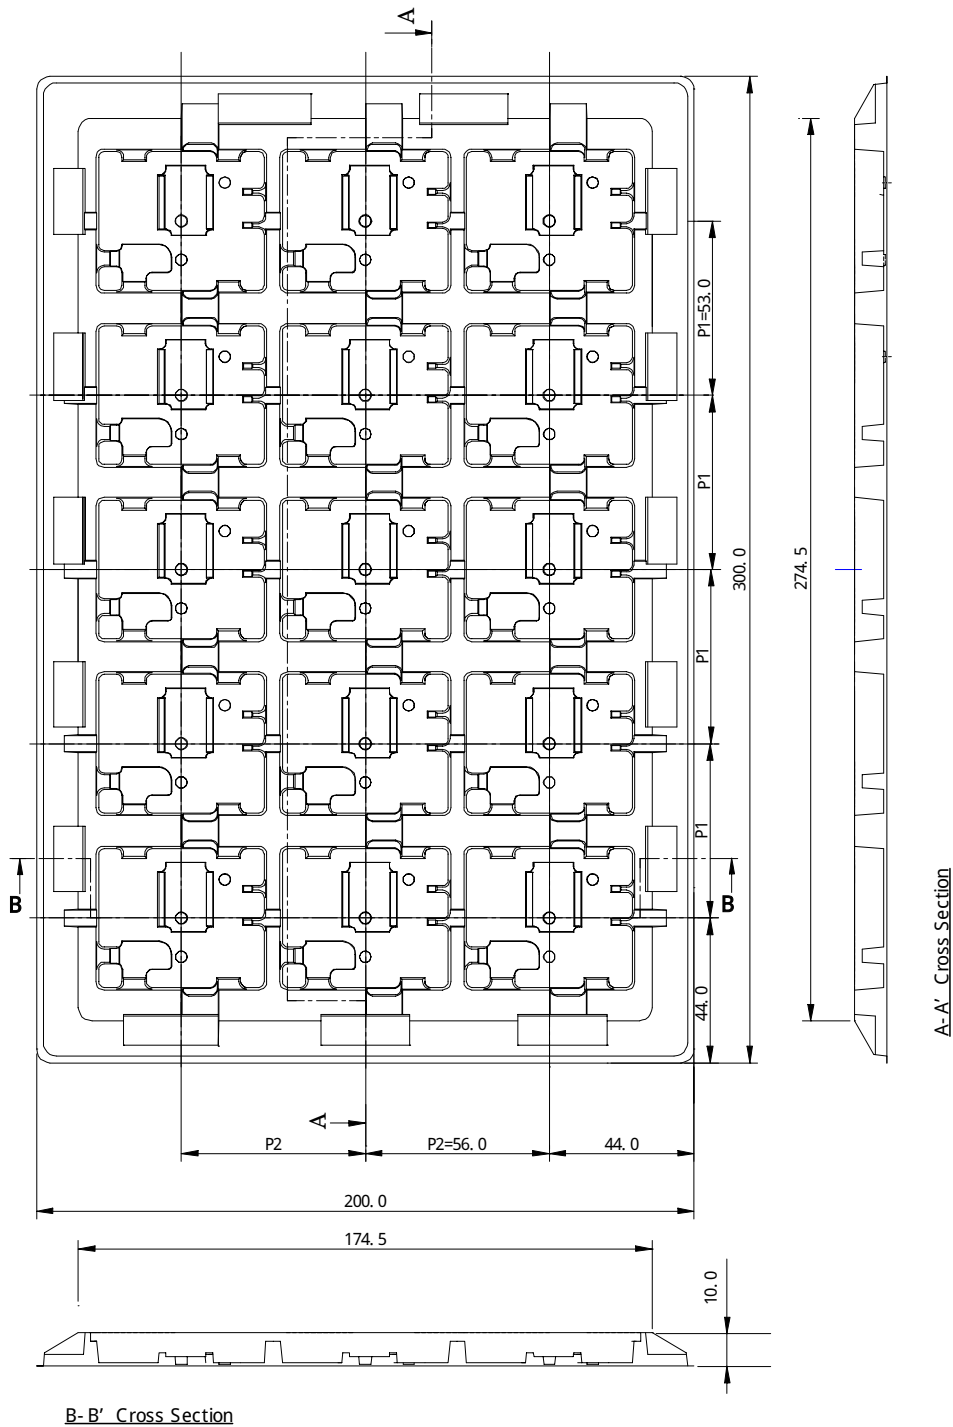 A
P1=53.0
P1
300.0
274.5
P1
P1
B
B
44.0
A-A' Cross Section
A
P2
P2=56.0
44.0
200.0
174.5
10.0
B-B' Cross Section